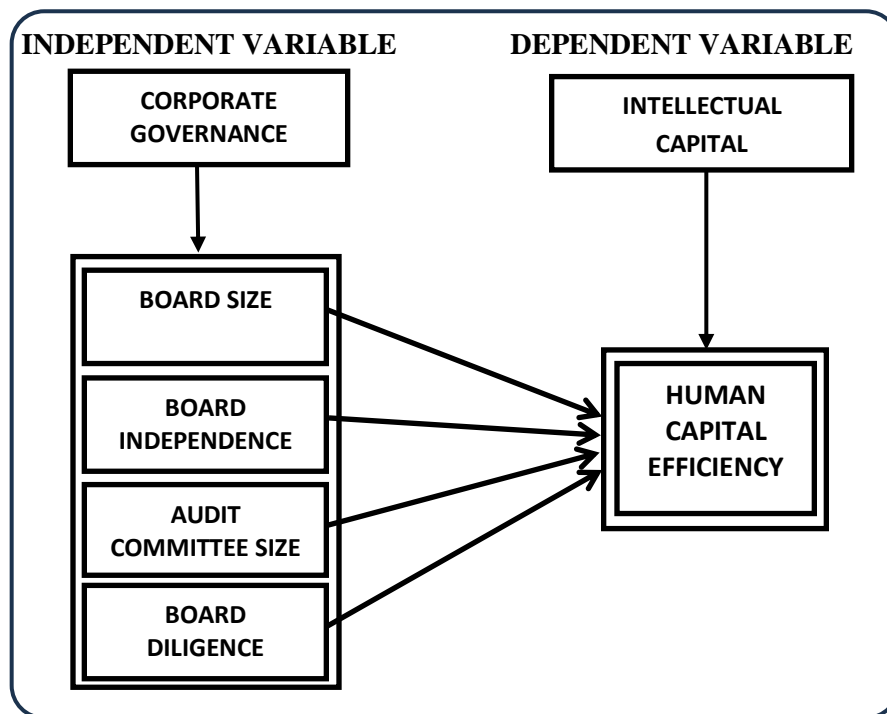 INDEPENDENT VARIABLE
DEPENDENT VARIABLE
CORPORATE
GOVERNANCE
INTELLECTUAL
CAPITAL
BOARD SIZE
BOARD
INDEPENDENCE
AUDIT
COMMITTEE SIZE
BOARD
DILIGENCE
HUMAN
CAPITAL
EFFICIENCY